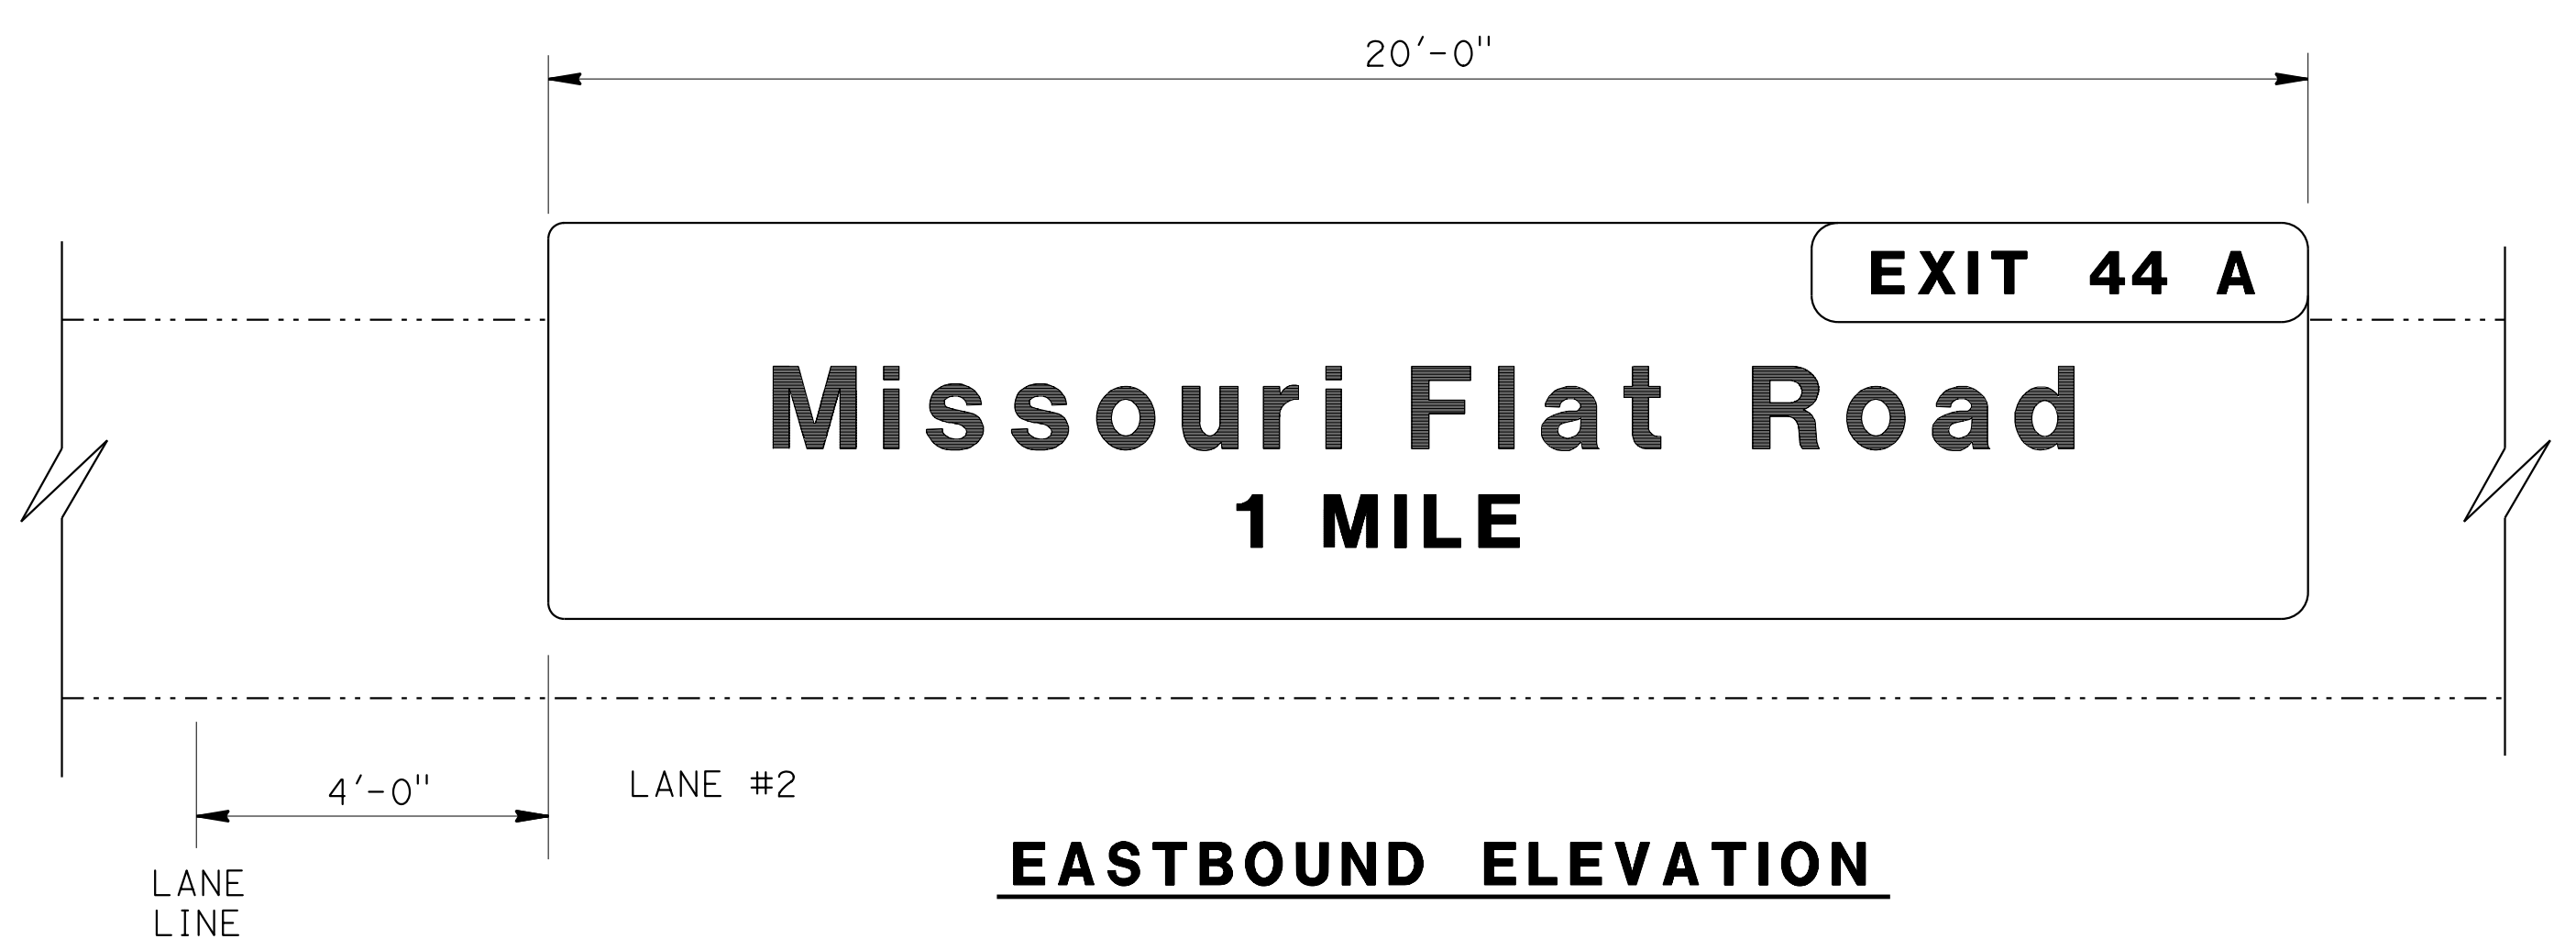 20'-0"
EXIT 44 A
Missouri Flat Road
1 MILE
4'-0"
LANE #2
LANE
LINE
EASTBOUND ELEVATION